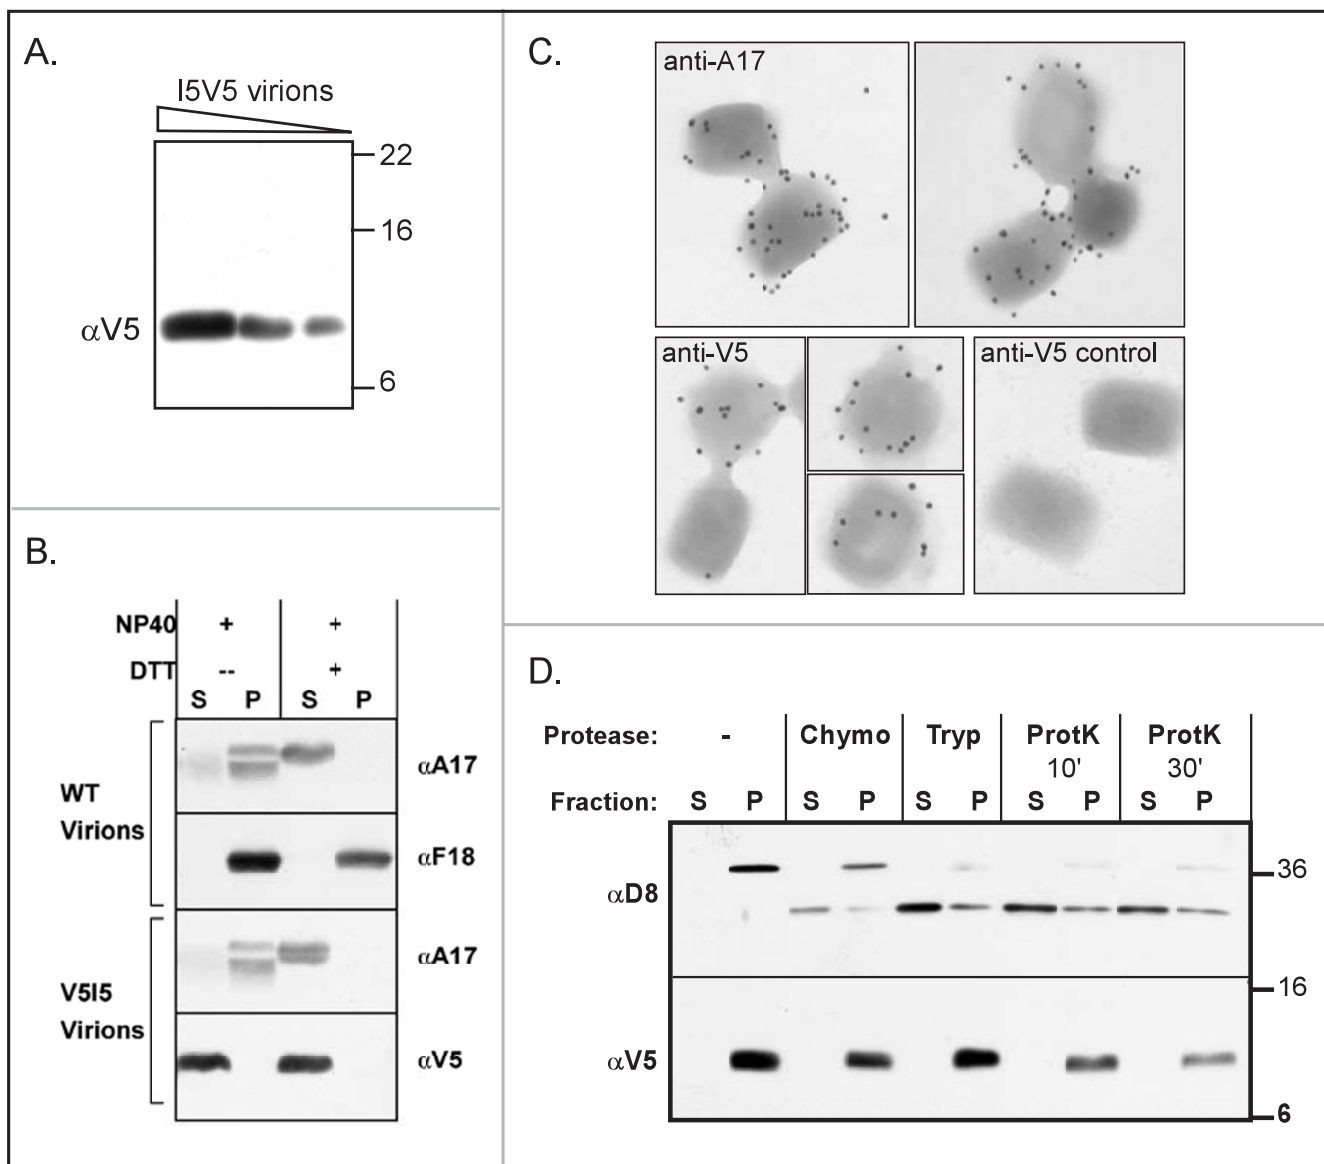 A.
I5V5 virions
22
16
αV5
6
B.
NP40 + +
DTT -- +
S P S P
WT
Virions
αA17
αF18
V5I5
Virions
αA17
αV5
C.
anti-A17
anti-V5
anti-V5 control
D.
Protease: - Chymo Tryp ProtK ProtK
10' 30'
Fraction: S P S P S P S P S P
αD8
36
16
αV5
6